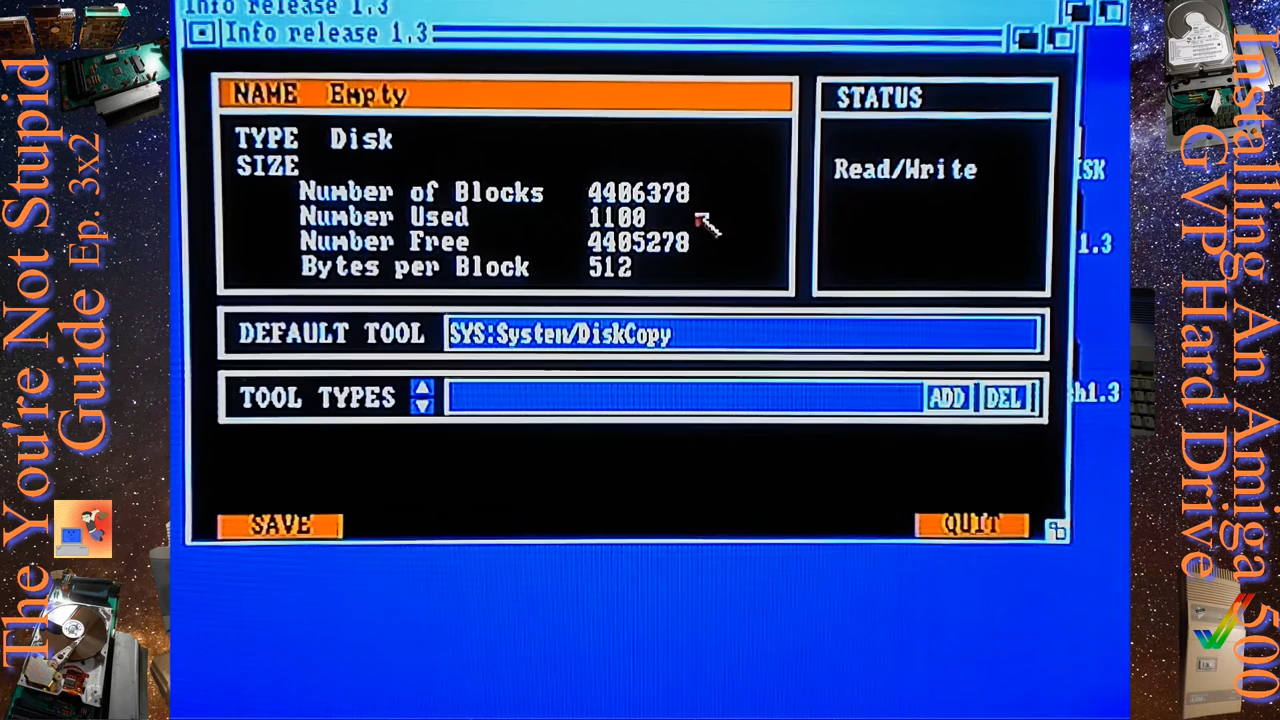 The You're Not Stupid
Guide Ep. 3x2
Info release 1.3
Info release 1.3
NAME Empty
TYPE Disk
SIZE
Number of Blocks 4406378
Number Used 1100
Number Free 4405278
Bytes per Block 512
STATUS
Read/Write
DEFAULT TOOL SYS:System/DiskCopy
TOOL TYPES ADD DEL
SAVE QUIT
ISK
1.3
sh1.3
Installing An Amiga 500
GVP Hard Drive